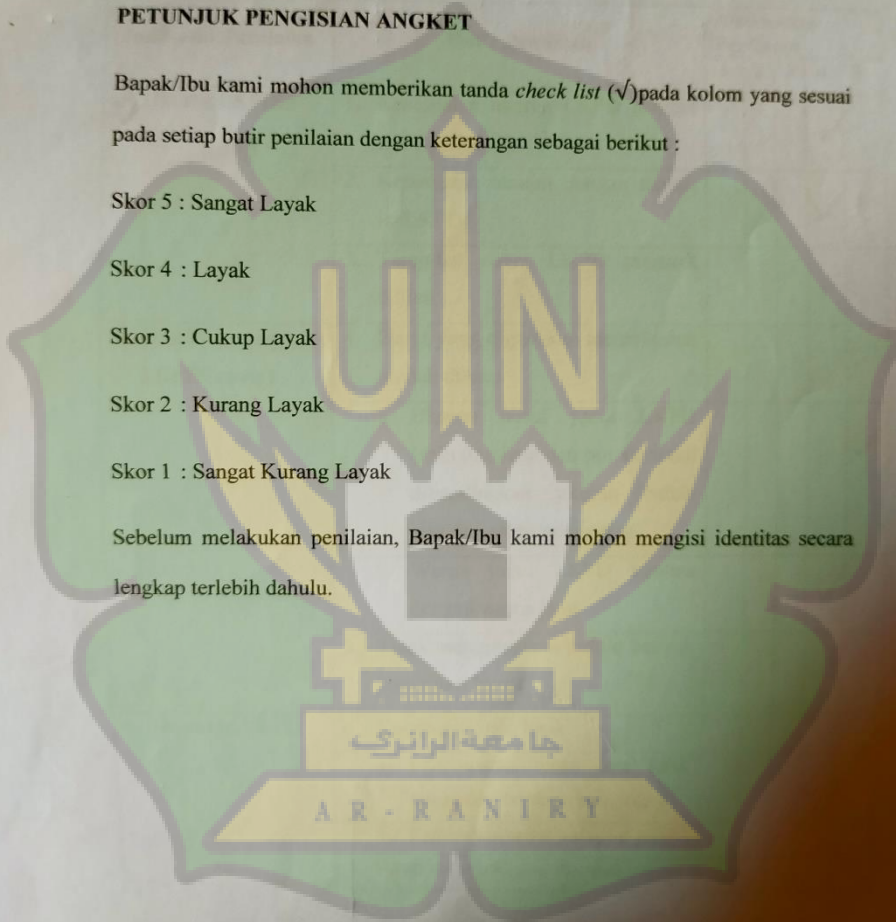 PETUNJUK PENGISIAN ANGKET
Bapak/Ibu kami mohon memberikan tanda check list (√)pada kolom yang sesuai
pada setiap butir penilaian dengan keterangan sebagai berikut :
Skor 5 : Sangat Layak
Skor 4 : Layak
Skor 3 : Cukup Layak
Skor 2 : Kurang Layak
Skor 1 : Sangat Kurang Layak
Sebelum melakukan penilaian, Bapak/Ibu kami mohon mengisi identitas secara
lengkap terlebih dahulu.
UIN
جامعة الرانري
AR-RANIRY